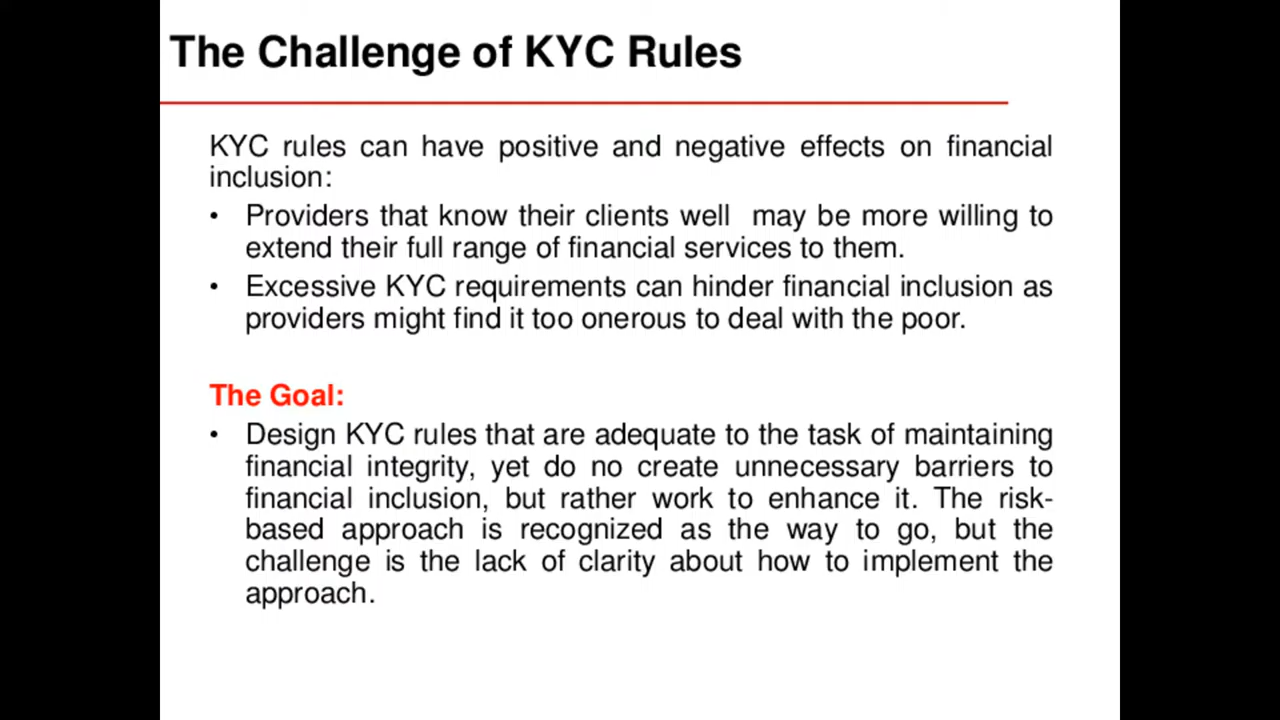 The Challenge of KYC Rules
KYC rules can have positive and negative effects on financial
inclusion:
• Providers that know their clients well may be more willing to
extend their full range of financial services to them.
• Excessive KYC requirements can hinder financial inclusion as
providers might find it too onerous to deal with the poor.
The Goal:
• Design KYC rules that are adequate to the task of maintaining
financial integrity, yet do no create unnecessary barriers to
financial inclusion, but rather work to enhance it. The risk-
based approach is recognized as the way to go, but the
challenge is the lack of clarity about how to implement the
approach.